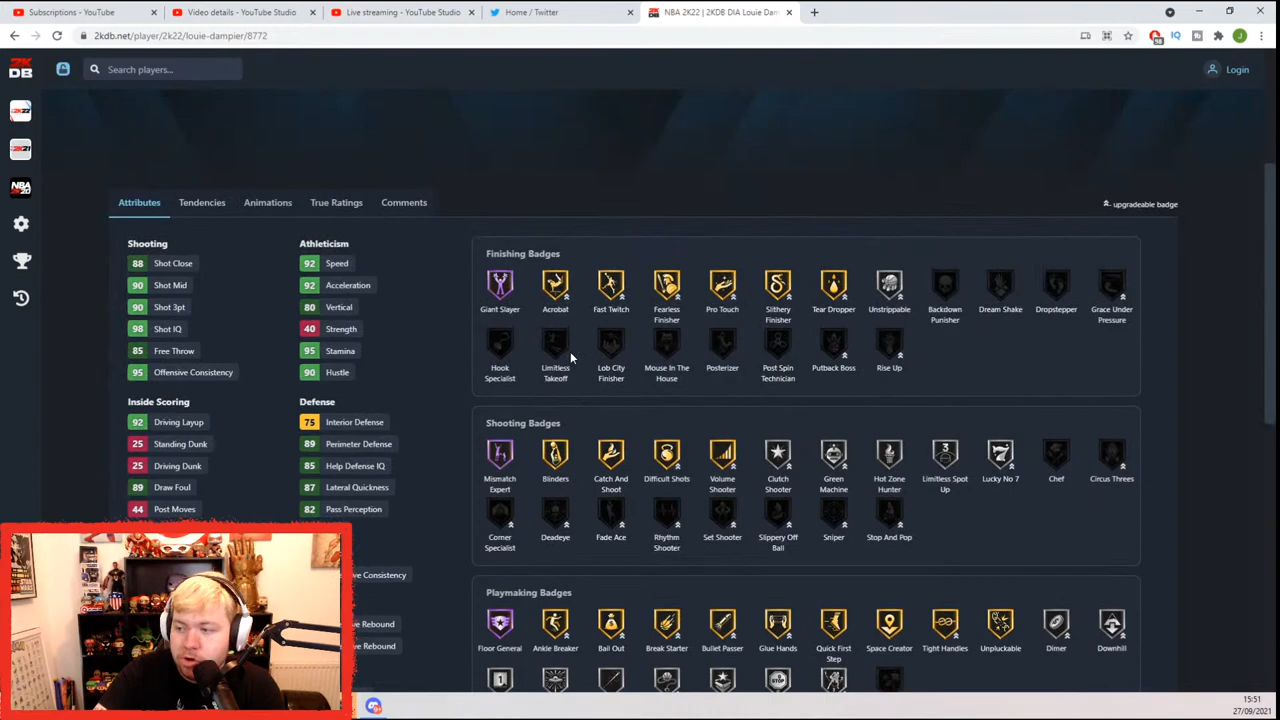 Subscriptions - YouTube
Video details - YouTube Studio
Live streaming - YouTube Studio
Home / Twitter
NBA 2K22 | 2KDB DIA Louie Dam
2kdb.net/player/2k22/louie-dampier/8772
2K DB
Search players...
Login
Attributes
Tendencies
Animations
True Ratings
Comments
upgradeable badge
Shooting
88 Shot Close
90 Shot Mid
90 Shot 3pt
98 Shot IQ
85 Free Throw
95 Offensive Consistency
Inside Scoring
92 Driving Layup
25 Standing Dunk
25 Driving Dunk
89 Draw Foul
44 Post Moves
Athleticism
92 Speed
92 Acceleration
80 Vertical
40 Strength
95 Stamina
90 Hustle
Defense
75 Interior Defense
89 Perimeter Defense
85 Help Defense IQ
87 Lateral Quickness
82 Pass Perception
ve Consistency
ve Rebound
ve Rebound
Finishing Badges
Giant Slayer
Acrobat
Fast Twitch
Fearless Finisher
Pro Touch
Slithery Finisher
Tear Dropper
Unstrippable
Backdown Punisher
Dream Shake
Dropstepper
Grace Under Pressure
Hook Specialist
Limitless Takeoff
Lob City Finisher
Mouse In The House
Posterizer
Post Spin Technician
Putback Boss
Rise Up
Shooting Badges
Mismatch Expert
Blinders
Catch And Shoot
Difficult Shots
Volume Shooter
Clutch Shooter
Green Machine
Hot Zone Hunter
Limitless Spot Up
Lucky No 7
Chef
Circus Threes
Corner Specialist
Deadeye
Fade Ace
Rhythm Shooter
Set Shooter
Slippery Off Ball
Sniper
Stop And Pop
Playmaking Badges
Floor General
Ankle Breaker
Bail Out
Break Starter
Bullet Passer
Glue Hands
Quick First Step
Space Creator
Tight Handles
Unpluckable
Dimer
Downhill
15:51
27/09/2021